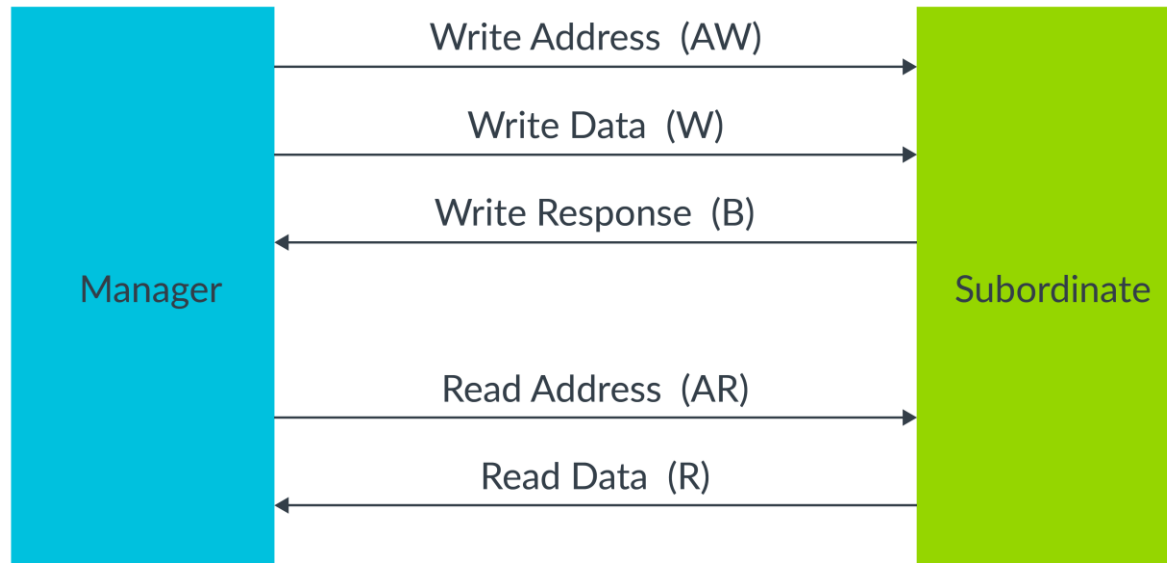 Write Address (AW)
Write Data (W)
Write Response (B)
Manager
Subordinate
Read Address (AR)
Read Data (R)